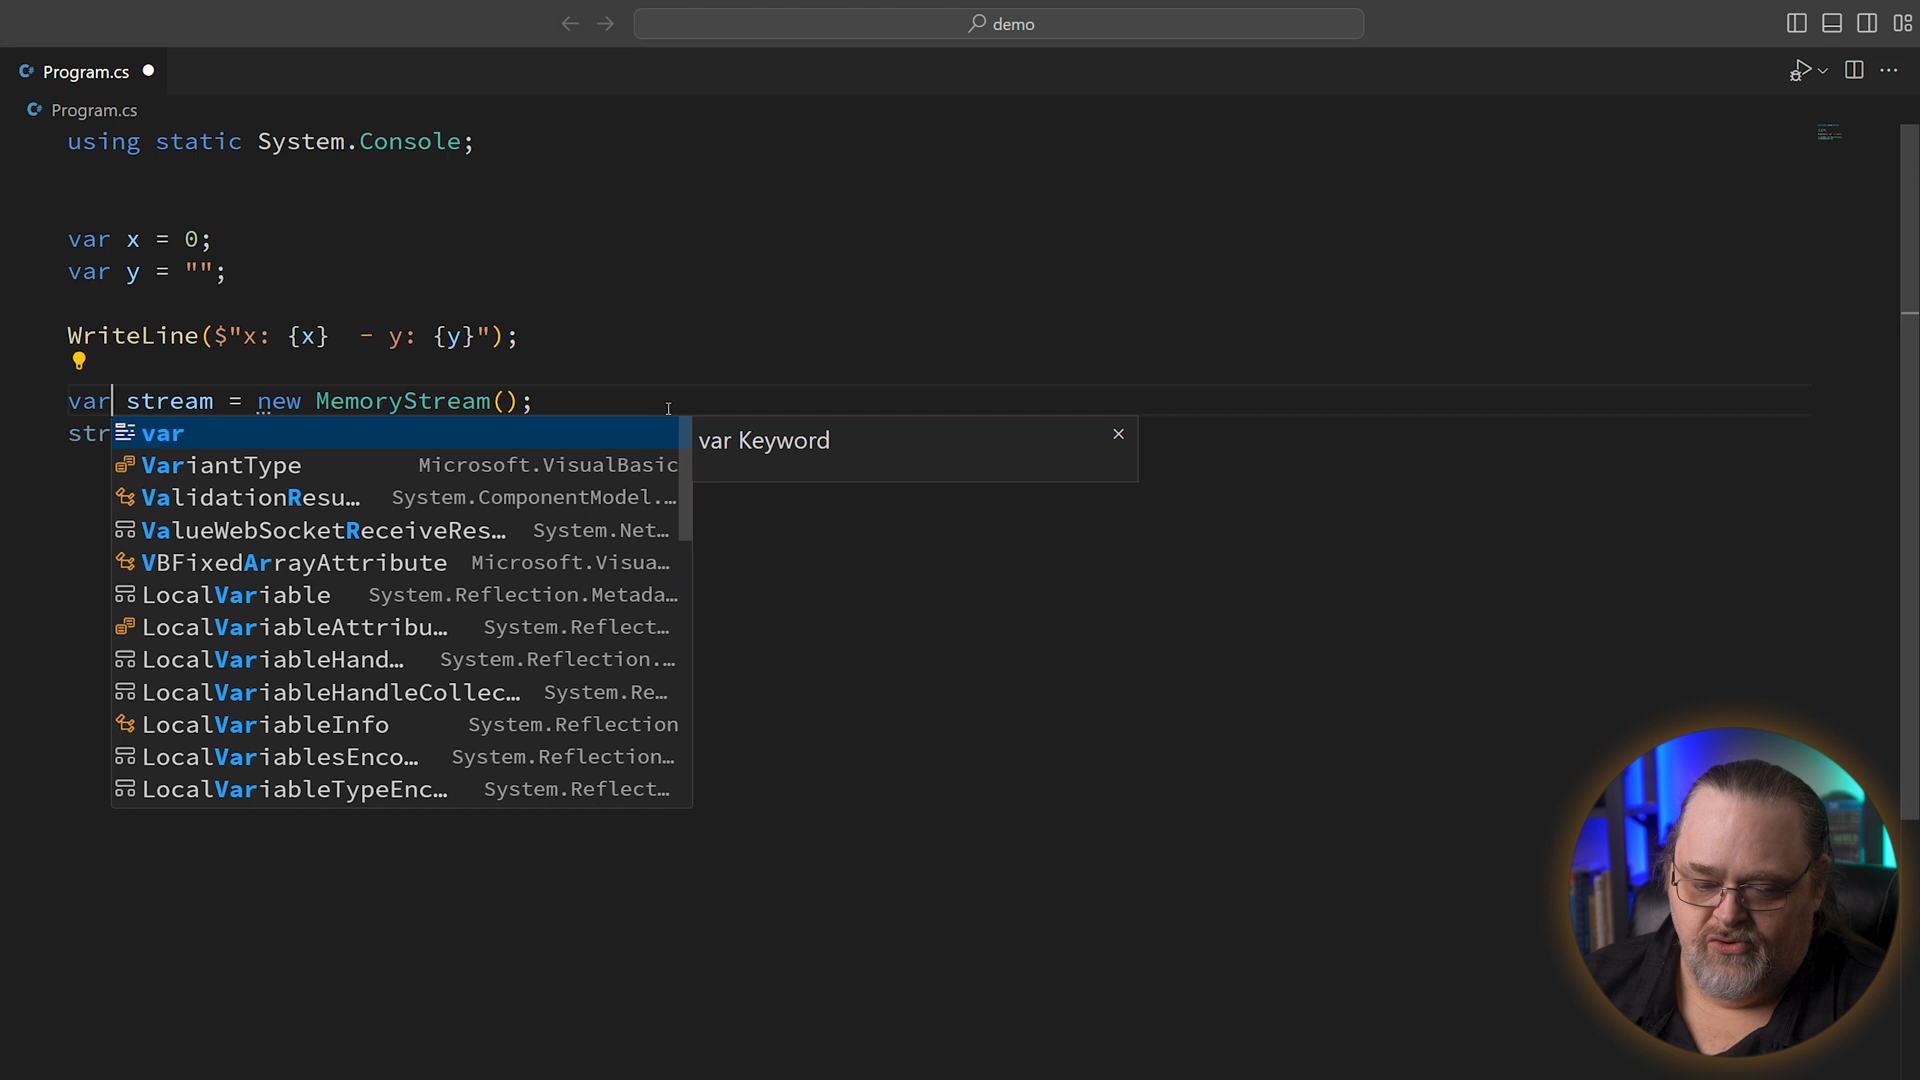 demo
Program.cs
Program.cs
using static System.Console;
var x = 0;
var y = "";
WriteLine($"x: {x}  - y: {y}");
var stream = new MemoryStream();
str
var
var Keyword
VariantType Microsoft.VisualBasic
ValidationResu… System.ComponentModel.…
ValueWebSocketReceiveRes… System.Net…
VBFixedArrayAttribute Microsoft.Visua…
LocalVariable System.Reflection.Metada…
LocalVariableAttribu… System.Reflect…
LocalVariableHand… System.Reflection.…
LocalVariableHandleCollec… System.Re…
LocalVariableInfo System.Reflection
LocalVariablesEnco… System.Reflection…
LocalVariableTypeEnc… System.Reflect…